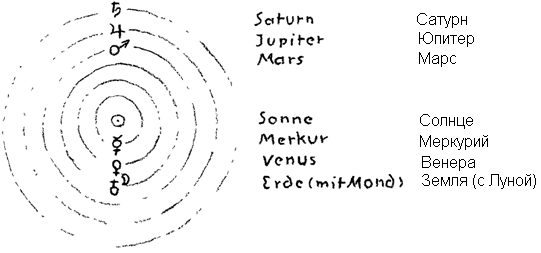 Saturn Сатурн
Jupiter Юпитер
Mars Марс
Sonne Солнце
Merkur Меркурий
Venus Венера
Erde (mit Mond) Земля (с Луной)